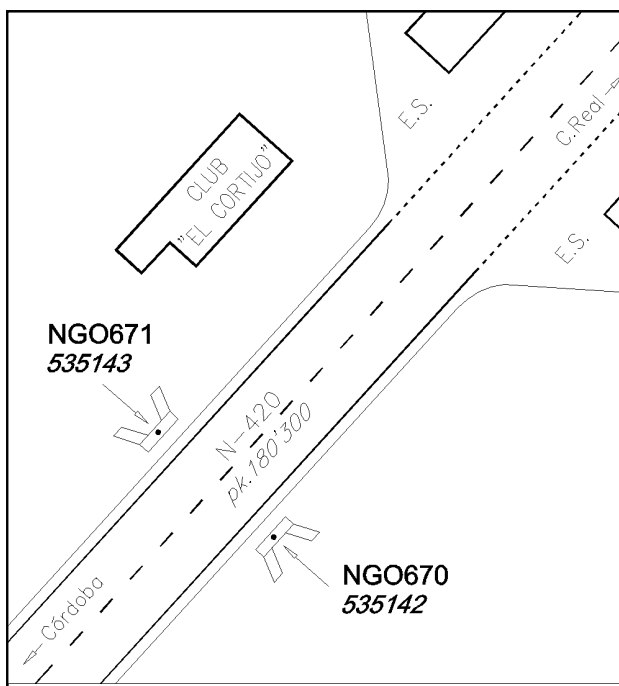 E.S.
C.Real
CLUB
"EL CORTIJO"
E.S.
NGO671
535143
N-420
pk.180'300
NGO670
535142
Córdoba